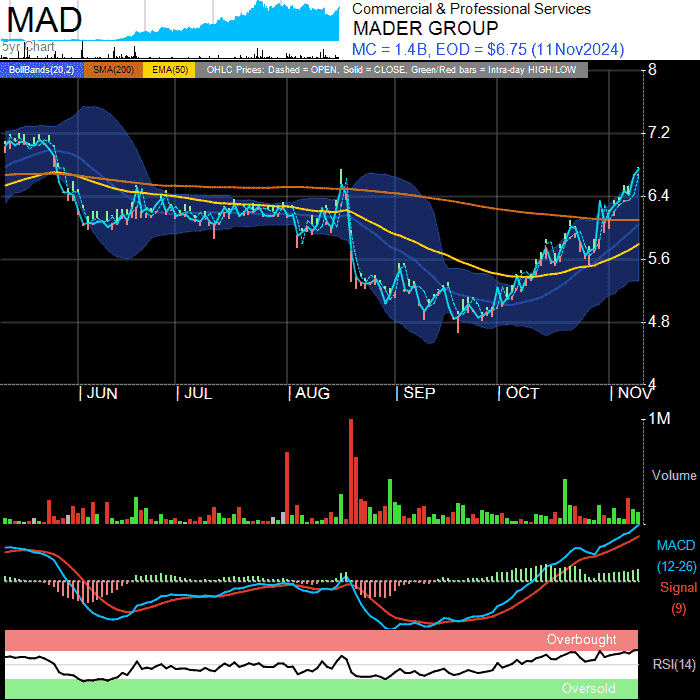 MAD
5yr Chart
Commercial & Professional Services
MADER GROUP
MC = 1.4B, EOD = $6.75 (11Nov2024)
BollBands(20,2) SMA(200) EMA(50) OHLC Prices: Dashed = OPEN, Solid = CLOSE, Green/Red bars = Intra-day HIGH/LOW
8
7.2
6.4
5.6
4.8
4
JUN JUL AUG SEP OCT NOV
1M
Volume
MACD
(12-26)
Signal
(9)
Overbought
RSI(14)
Oversold